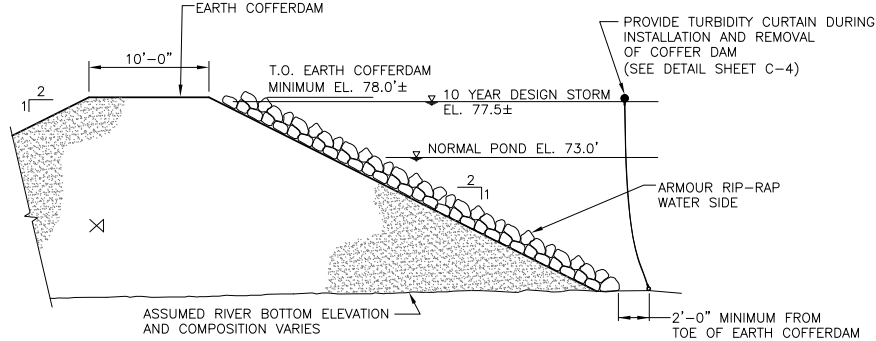 EARTH COFFERDAM
PROVIDE TURBIDITY CURTAIN DURING
INSTALLATION AND REMOVAL
OF COFFER DAM
(SEE DETAIL SHEET C-4)
10'-0"
T.O. EARTH COFFERDAM
MINIMUM EL. 78.0'±
10 YEAR DESIGN STORM
EL. 77.5±
2
1
NORMAL POND EL. 73.0'
2
1
ARMOUR RIP-RAP
WATER SIDE
ASSUMED RIVER BOTTOM ELEVATION
AND COMPOSITION VARIES
2'-0" MINIMUM FROM
TOE OF EARTH COFFERDAM